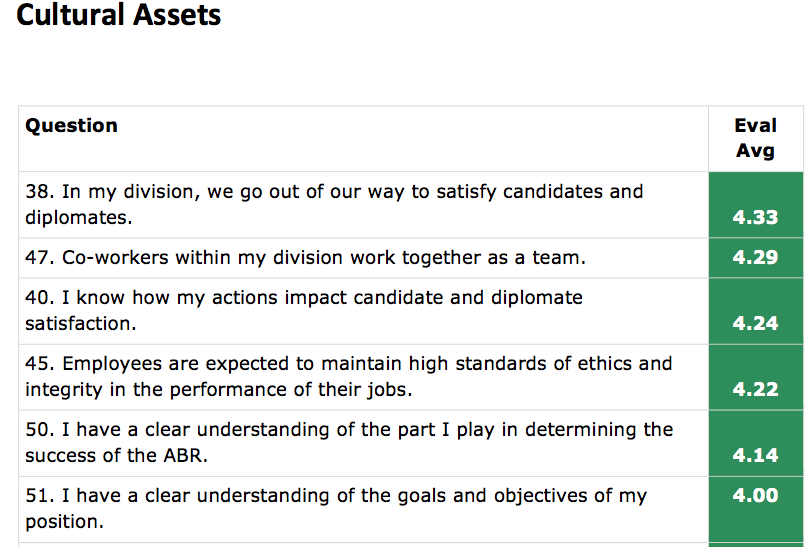 Cultural Assets
Question
Eval
Avg
38. In my division, we go out of our way to satisfy candidates and
diplomates.
4.33
47. Co-workers within my division work together as a team.
4.29
40. I know how my actions impact candidate and diplomate
satisfaction.
4.24
45. Employees are expected to maintain high standards of ethics and
integrity in the performance of their jobs.
4.22
50. I have a clear understanding of the part I play in determining the
success of the ABR.
4.14
51. I have a clear understanding of the goals and objectives of my
position.
4.00